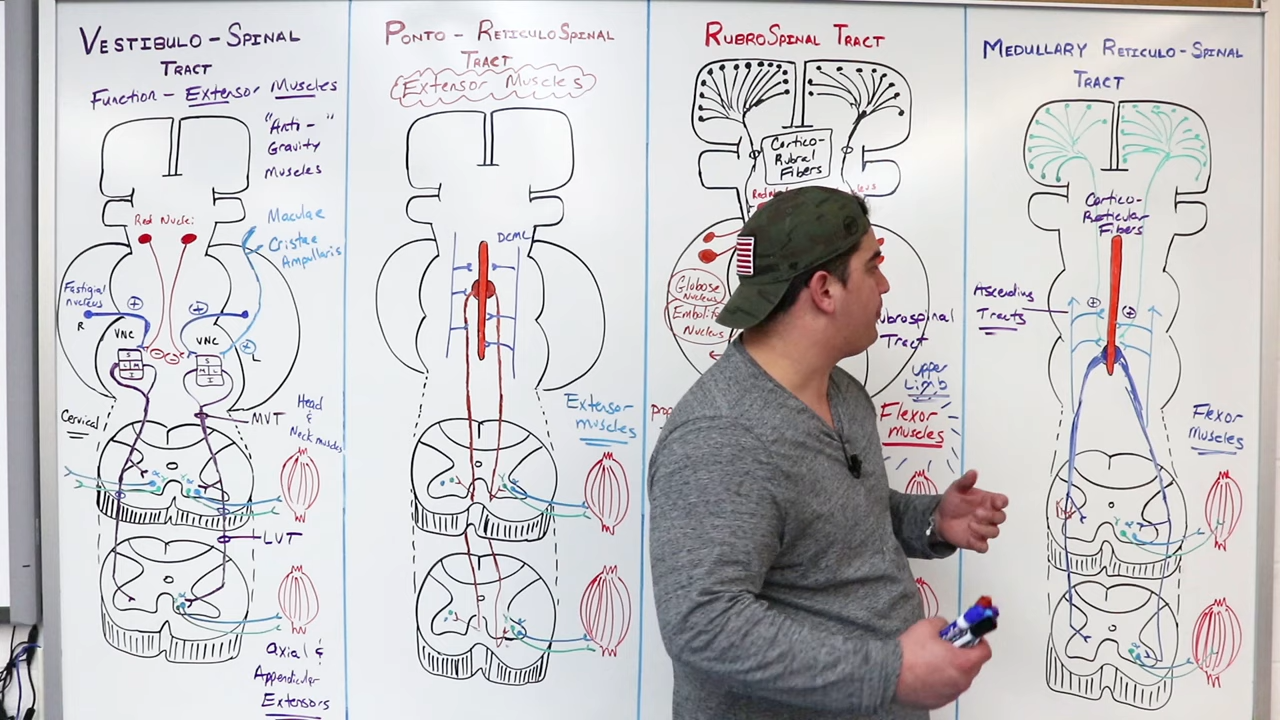 VESTIBULO-SPINAL
TRACT
Function - Extensor Muscles
"Anti-"
Gravity
Muscles
Red Nuclei
Maculae
Cristae
Ampullaris
Fastigial
nucleus
R
+
+
+
L
VNC
VNC
S
L M
I
S
M L
I
Cervical
MVT
Head
&
Neck muscles
LVT
Axial &
Appendicular
Extensors
PONTO-RETICULOSPINAL
TRACT
Extensor Muscles
DCML
Extensor
muscles
RUBROSPINAL TRACT
Cortico-
Rubral
Fibers
Globose
Nucleus
Nucleus
Tract
upper
Limb
Flexor
muscles
MEDULLARY RETICULO-SPINAL
TRACT
Cortico-
Reticular
Fibers
Ascending
Tracts
+
+
Flexor
Muscles